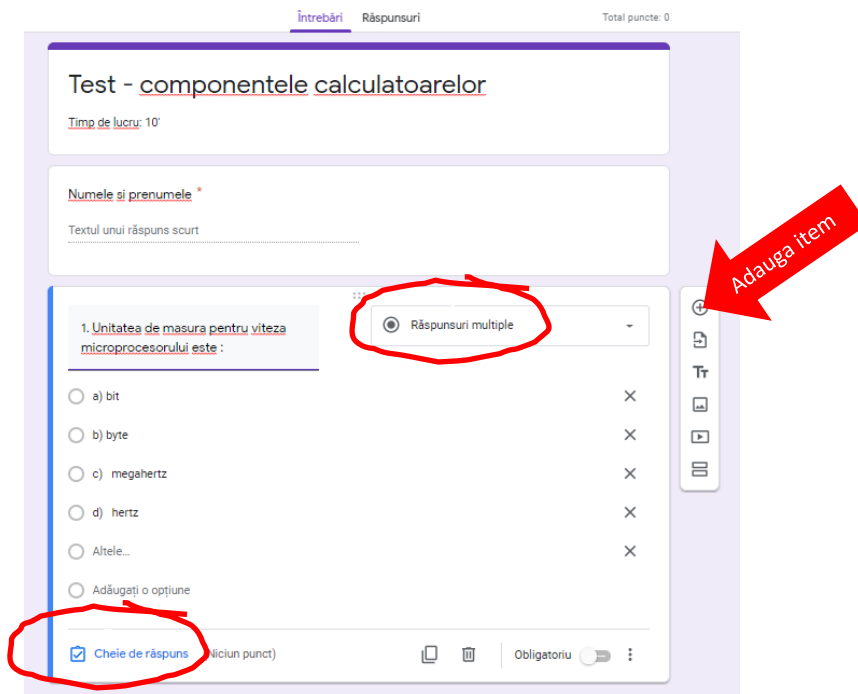 Întrebări Răspunsuri Total puncte: 0
Test - componentele calculatoarelor
Timp de lucru: 10'
Numele si prenumele *
Textul unui răspuns scurt
Adauga item
1. Unitatea de masura pentru viteza
microprocesorului este :
Răspunsuri multiple
Tт
a) bit
b) byte
c) megahertz
d) hertz
Altele...
Adăugați o opțiune
Cheie de răspuns (Niciun punct) Obligatoriu